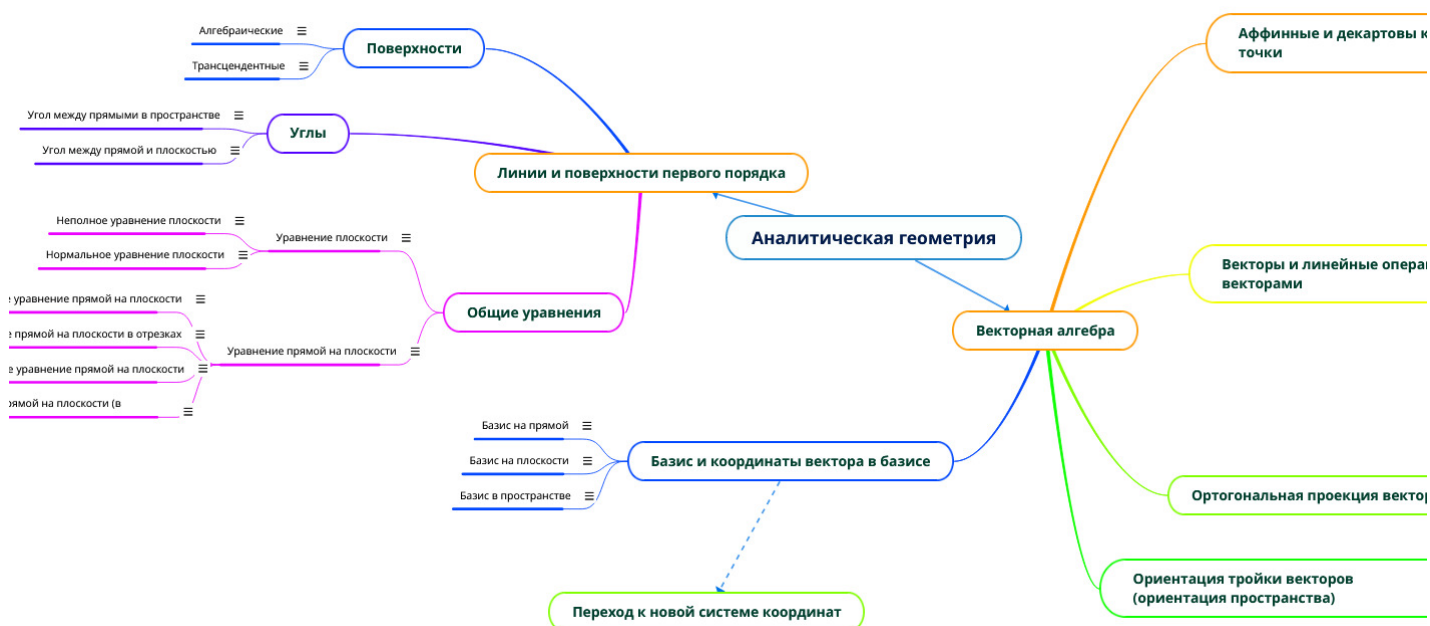 Алгебраические
Трансцендентные
Поверхности
Угол между прямыми в пространстве
Угол между прямой и плоскостью
Углы
Линии и поверхности первого порядка
Неполное уравнение плоскости
Нормальное уравнение плоскости
Уравнение плоскости
Общие уравнения
уравнение прямой на плоскости
прямой на плоскости в отрезках
уравнение прямой на плоскости
на плоскости (в
Уравнение прямой на плоскости
Аналитическая геометрия
Векторная алгебра
Аффинные и декартовы
точки
Векторы и линейные
векторами
Базис на прямой
Базис на плоскости
Базис в пространстве
Базис и координаты вектора в базисе
Переход к новой системе координат
Ортогональная проекция
Ориентация тройки векторов
(ориентация пространства)